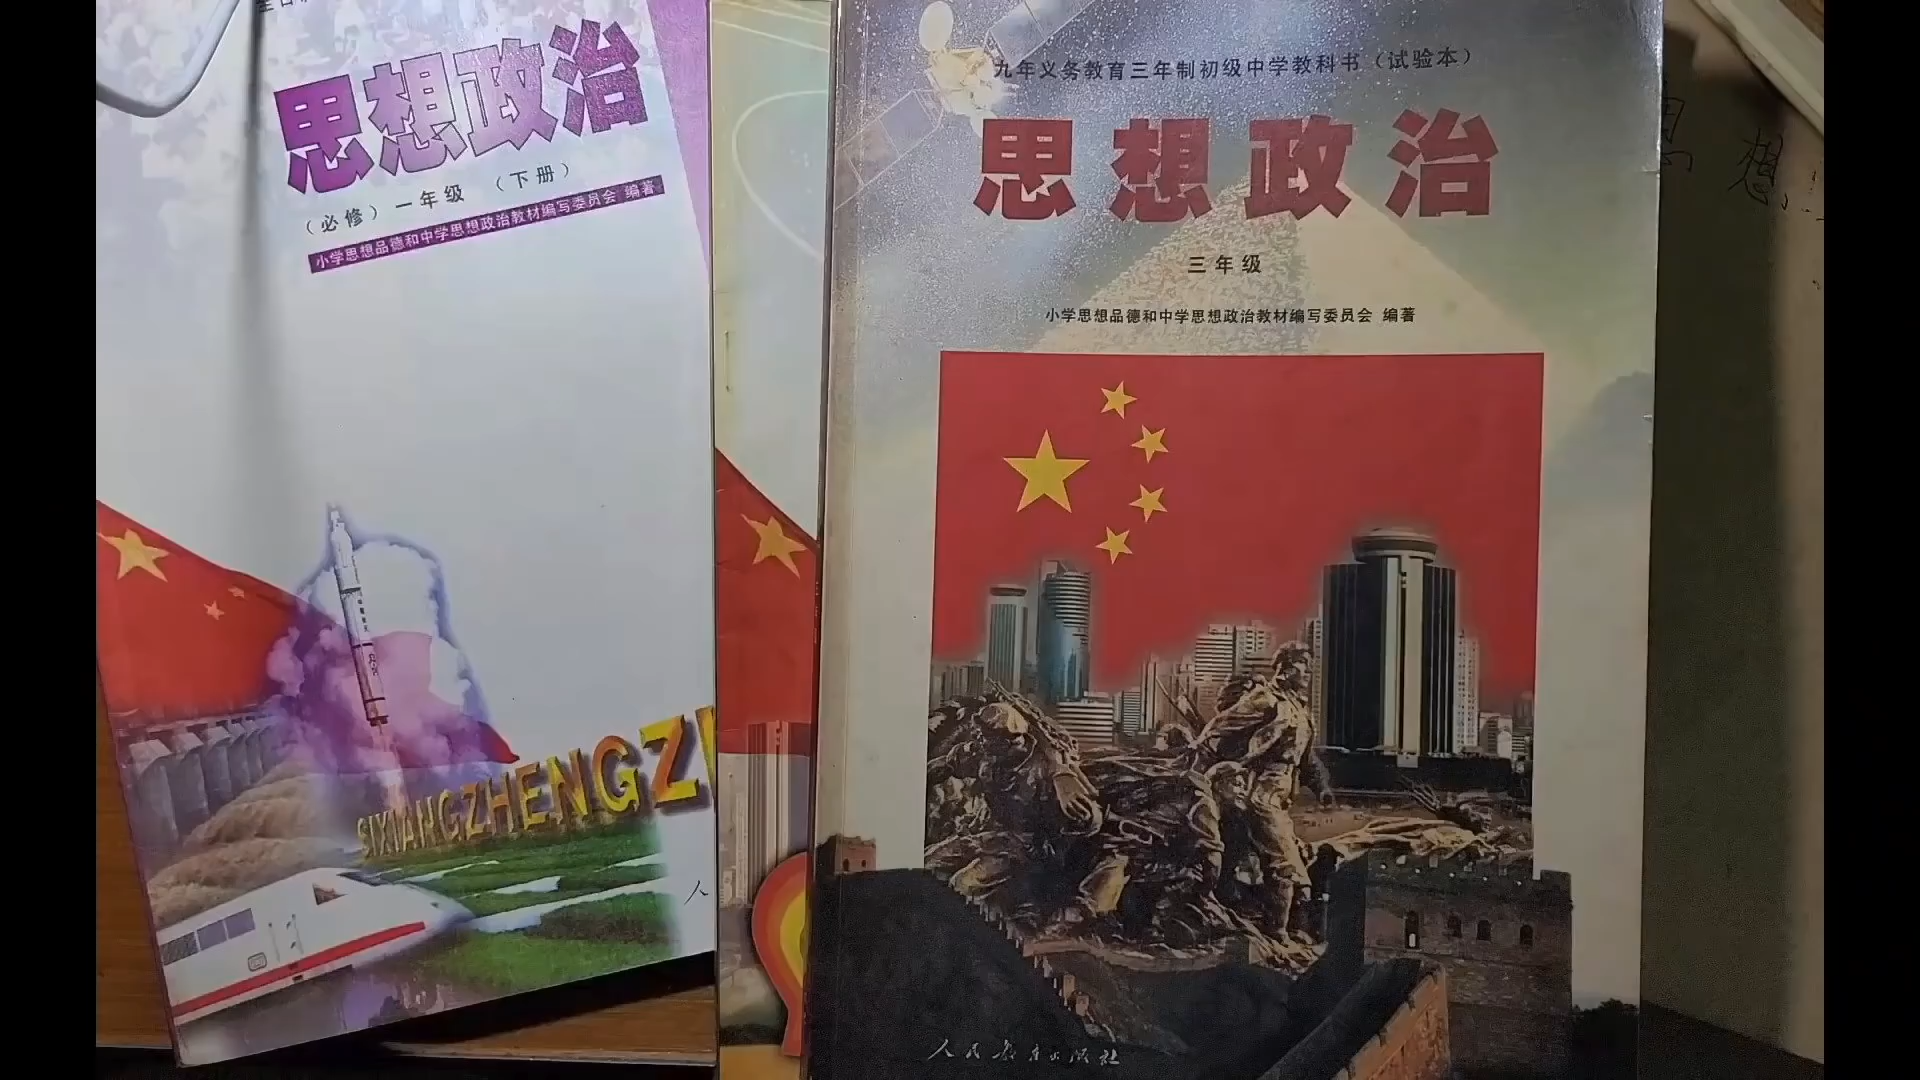 思想政治
（必修）一年级 （下册）
小学思想品德和中学思想政治教材编写委员会 编著
SIXIANGZHENGZ
人
九年义务教育三年制初级中学教科书（试验本）
思想政治
三年级
小学思想品德和中学思想政治教材编写委员会 编著
人民教育出版社
思想